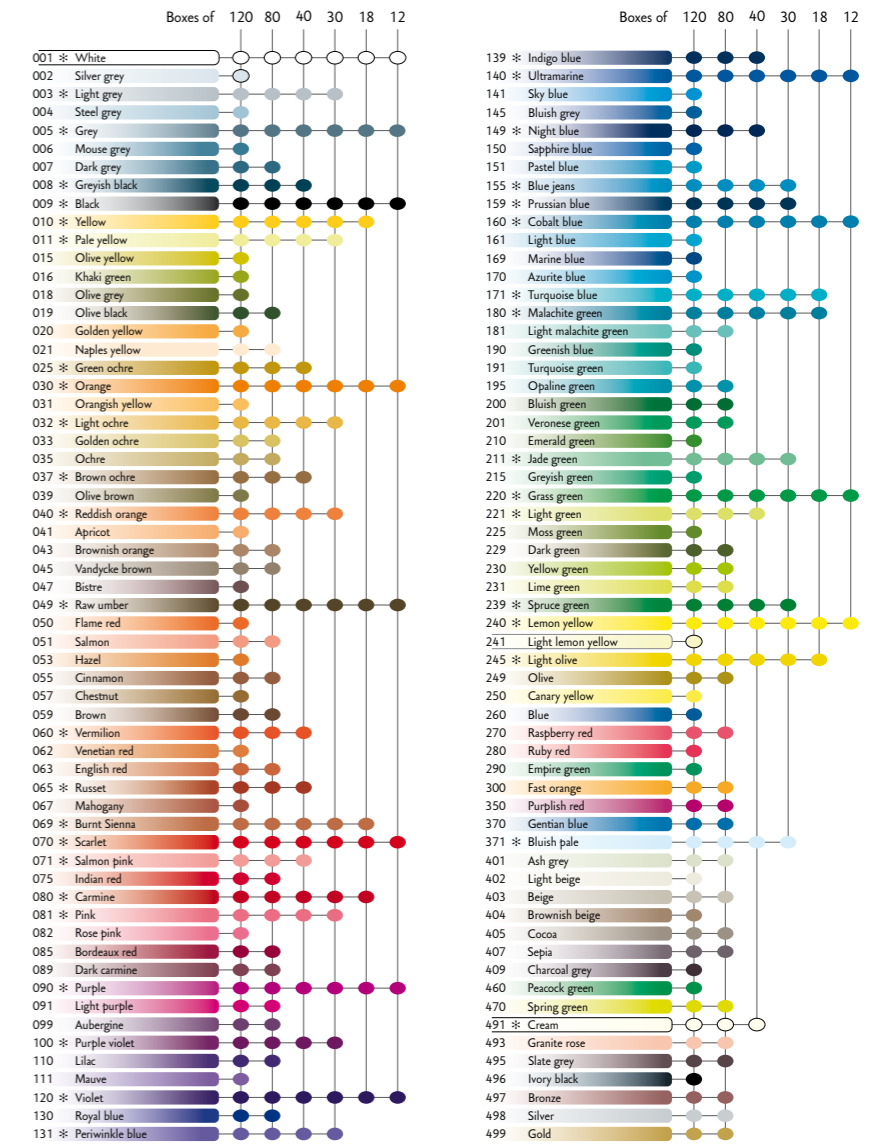 Boxes of 120 80 40 30 18 12
001 * White
002 Silver grey
003 * Light grey
004 Steel grey
005 * Grey
006 Mouse grey
007 Dark grey
008 * Greyish black
009 * Black
010 * Yellow
011 * Pale yellow
015 Olive yellow
016 Khaki green
018 Olive grey
019 Olive black
020 Golden yellow
021 Naples yellow
025 * Green ochre
030 * Orange
031 Orangish yellow
032 * Light ochre
033 Golden ochre
035 Ochre
037 * Brown ochre
039 Olive brown
040 * Reddish orange
041 Apricot
043 Brownish orange
045 Vandycke brown
047 Bistre
049 * Raw umber
050 Flame red
051 Salmon
053 Hazel
055 Cinnamon
057 Chestnut
059 Brown
060 * Vermilion
062 Venetian red
063 English red
065 * Russet
067 Mahogany
069 * Burnt Sienna
070 * Scarlet
071 * Salmon pink
075 Indian red
080 * Carmine
081 * Pink
082 Rose pink
085 Bordeaux red
089 Dark carmine
090 * Purple
091 Light purple
099 Aubergine
100 * Purple violet
110 Lilac
111 Mauve
120 * Violet
130 Royal blue
131 * Periwinkle blue
Boxes of 120 80 40 30 18 12
139 * Indigo blue
140 * Ultramarine
141 Sky blue
145 Bluish grey
149 * Night blue
150 Sapphire blue
151 Pastel blue
155 * Blue jeans
159 * Prussian blue
160 * Cobalt blue
161 Light blue
169 Marine blue
170 Azurite blue
171 * Turquoise blue
180 * Malachite green
181 Light malachite green
190 Greenish blue
191 Turquoise green
195 Opaline green
200 Bluish green
201 Veronese green
210 Emerald green
211 * Jade green
215 Greyish green
220 * Grass green
221 * Light green
225 Moss green
229 Dark green
230 Yellow green
231 Lime green
239 * Spruce green
240 * Lemon yellow
241 Light lemon yellow
245 * Light olive
249 Olive
250 Canary yellow
260 Blue
270 Raspberry red
280 Ruby red
290 Empire green
300 Fast orange
350 Purplish red
370 Gentian blue
371 * Bluish pale
401 Ash grey
402 Light beige
403 Beige
404 Brownish beige
405 Cocoa
407 Sepia
409 Charcoal grey
460 Peacock green
470 Spring green
491 * Cream
493 Granite rose
495 Slate grey
496 Ivory black
497 Bronze
498 Silver
499 Gold